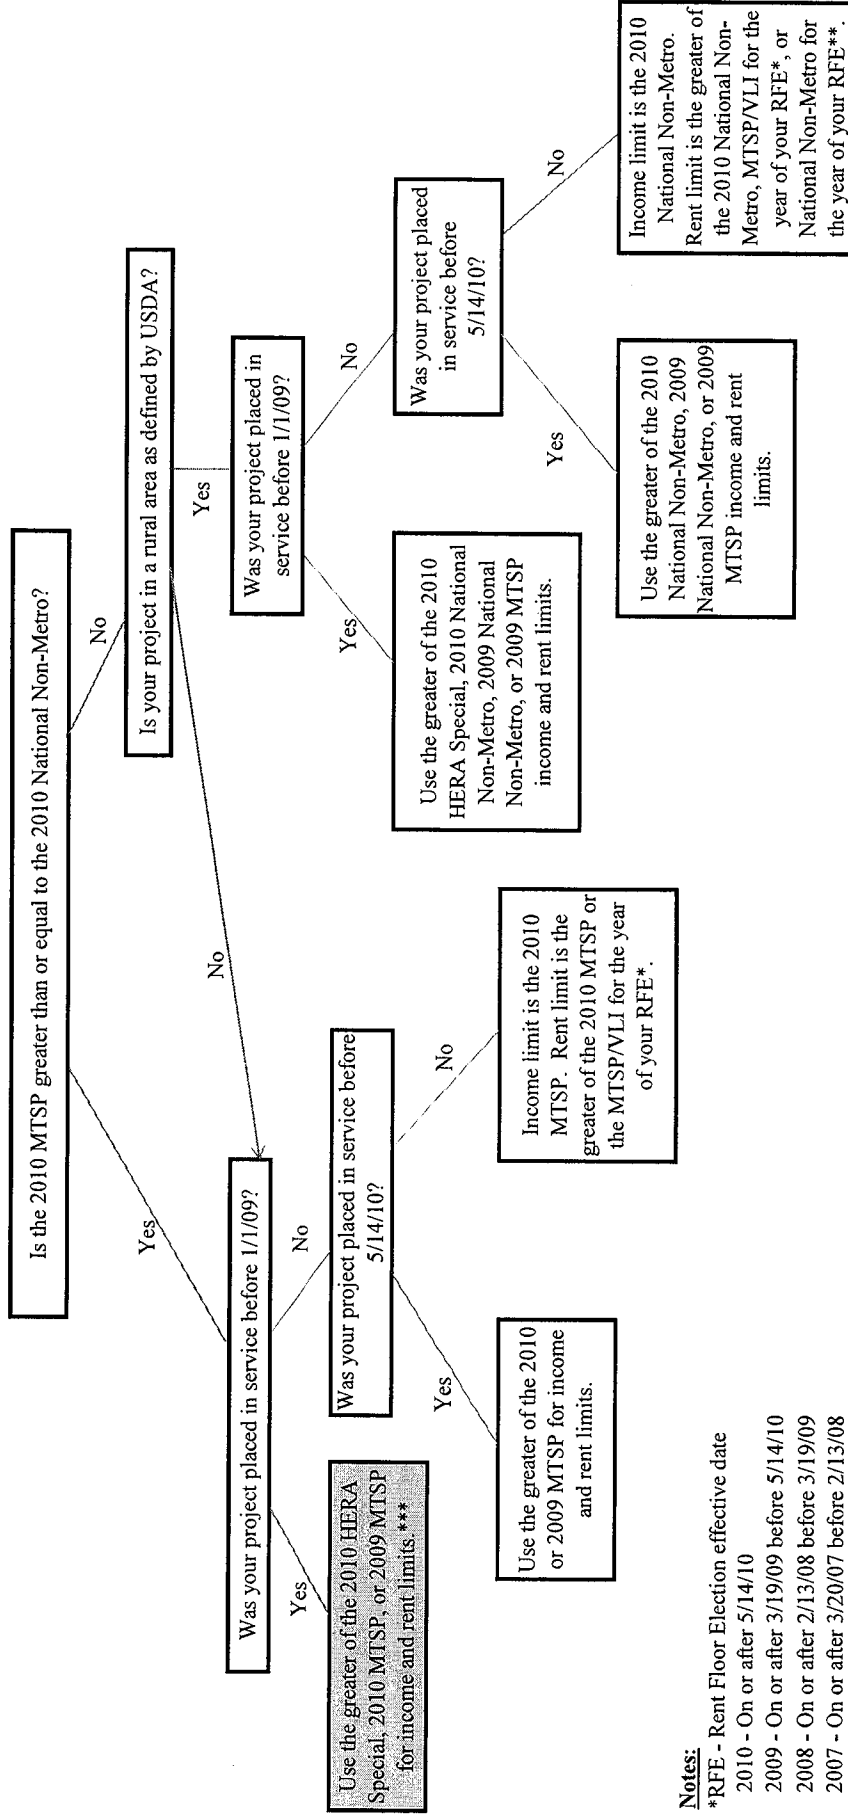 Is the 2010 MTSP greater than or equal to the 2010 National Non-Metro?
Yes
No
Is your project in a rural area as defined by USDA?
No
Yes
Was your project placed in service before 1/1/09?
Yes
No
Use the greater of the 2010 HERA
Special, 2010 MTSP, or 2009 MTSP
for income and rent limits.***
Was your project placed in service before
5/14/10?
Yes
No
Use the greater of the 2010
or 2009 MTSP for income
and rent limits.
Income limit is the 2010
MTSP. Rent limit is the
greater of the 2010 MTSP or
the MTSP/VLI for the year
of your RFE*.
Was your project placed in
service before 1/1/09?
Yes
No
Use the greater of the 2010
HERA Special, 2010 National
Non-Metro, 2009 National
Non-Metro, or 2009 MTSP
income and rent limits.
Was your project placed
in service before
5/14/10?
Yes
No
Use the greater of the 2010
National Non-Metro, 2009
National Non-Metro, or 2009
MTSP income and rent
limits.
Income limit is the 2010
National Non-Metro.
Rent limit is the greater of
the 2010 National Non-
Metro, MTSP/VLI for the
year of your RFE*, or
National Non-Metro for
the year of your RFE**.
Notes:
*RFE - Rent Floor Election effective date
2010 - On or after 5/14/10
2009 - On or after 3/19/09 before 5/14/10
2008 - On or after 2/13/08 before 3/19/09
2007 - On or after 3/20/07 before 2/13/08